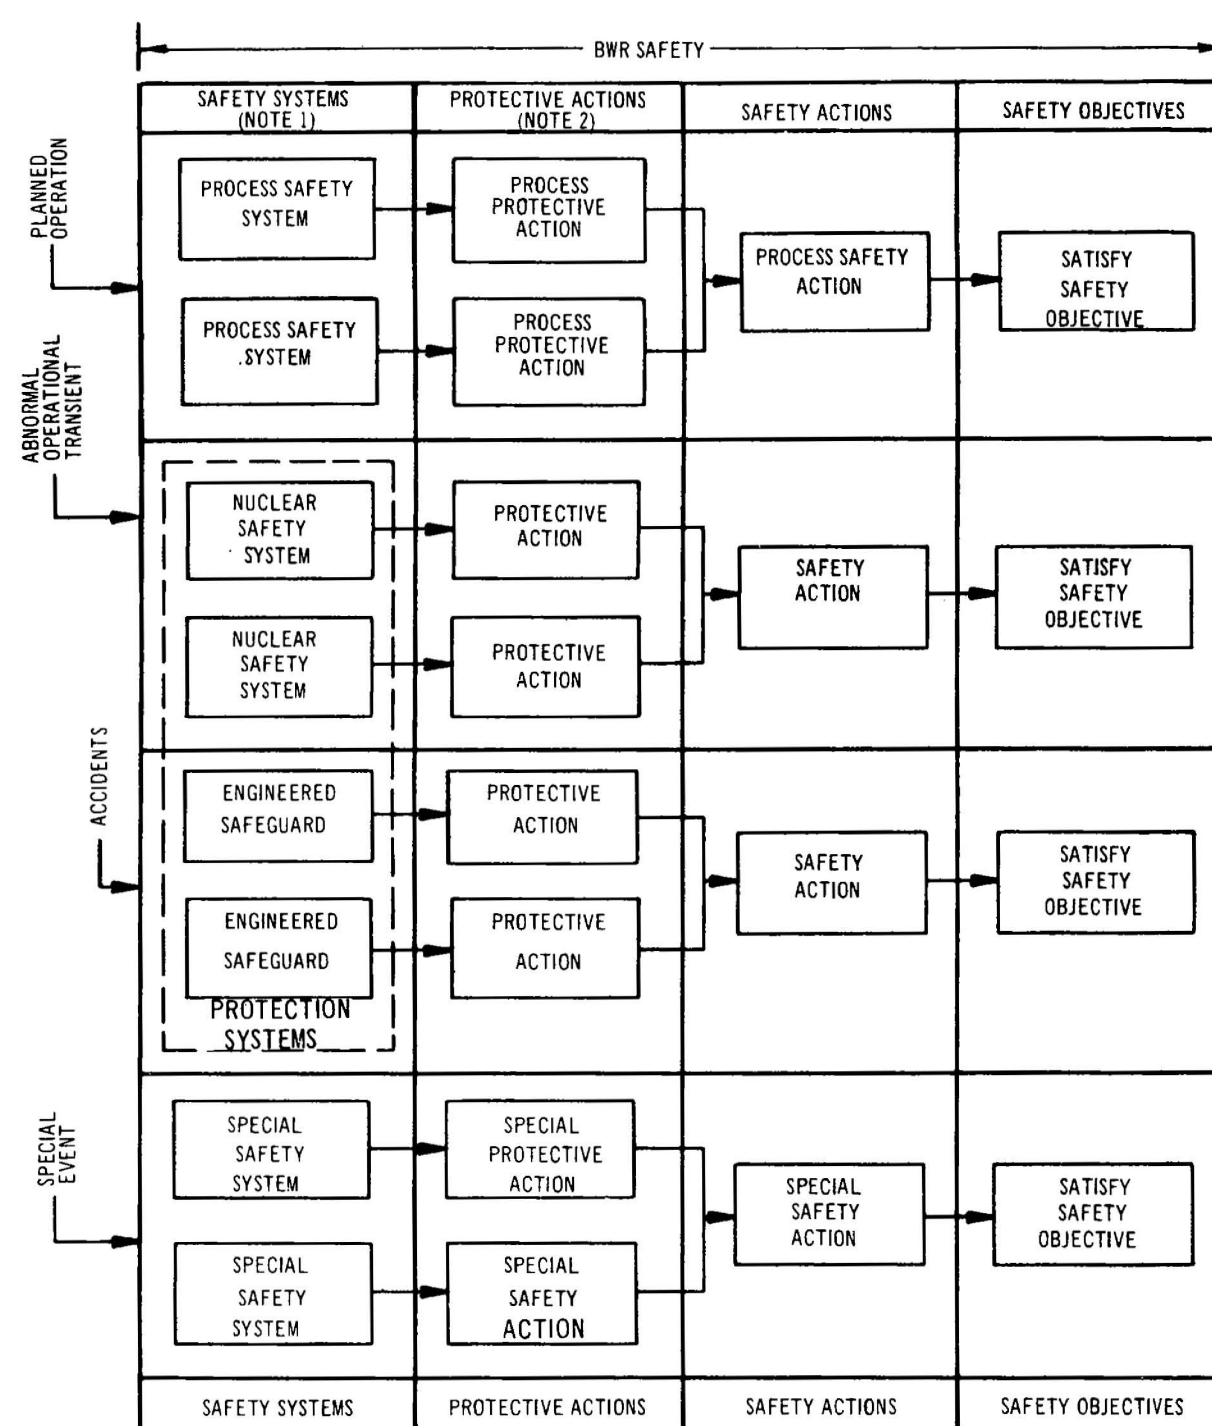 BWR SAFETY
SAFETY SYSTEMS
(NOTE 1)
PROTECTIVE ACTIONS
(NOTE 2)
SAFETY ACTIONS
SAFETY OBJECTIVES
PLANNED
OPERATION
PROCESS SAFETY
SYSTEM
PROCESS
PROTECTIVE
ACTION
PROCESS SAFETY
ACTION
SATISFY
SAFETY
OBJECTIVE
PROCESS SAFETY
SYSTEM
PROCESS
PROTECTIVE
ACTION
ABNORMAL
OPERATIONAL
TRANSIENT
NUCLEAR
SAFETY
SYSTEM
PROTECTIVE
ACTION
SAFETY
ACTION
SATISFY
SAFETY
OBJECTIVE
NUCLEAR
SAFETY
SYSTEM
PROTECTIVE
ACTION
ACCIDENTS
ENGINEERED
SAFEGUARD
PROTECTIVE
ACTION
SAFETY
ACTION
SATISFY
SAFETY
OBJECTIVE
ENGINEERED
SAFEGUARD
PROTECTIVE
ACTION
PROTECTION
SYSTEMS
SPECIAL
EVENT
SPECIAL
SAFETY
SYSTEM
SPECIAL
PROTECTIVE
ACTION
SPECIAL
SAFETY
ACTION
SATISFY
SAFETY
OBJECTIVE
SPECIAL
SAFETY
SYSTEM
SPECIAL
SAFETY
ACTION
SAFETY SYSTEMS
PROTECTIVE ACTIONS
SAFETY ACTIONS
SAFETY OBJECTIVES